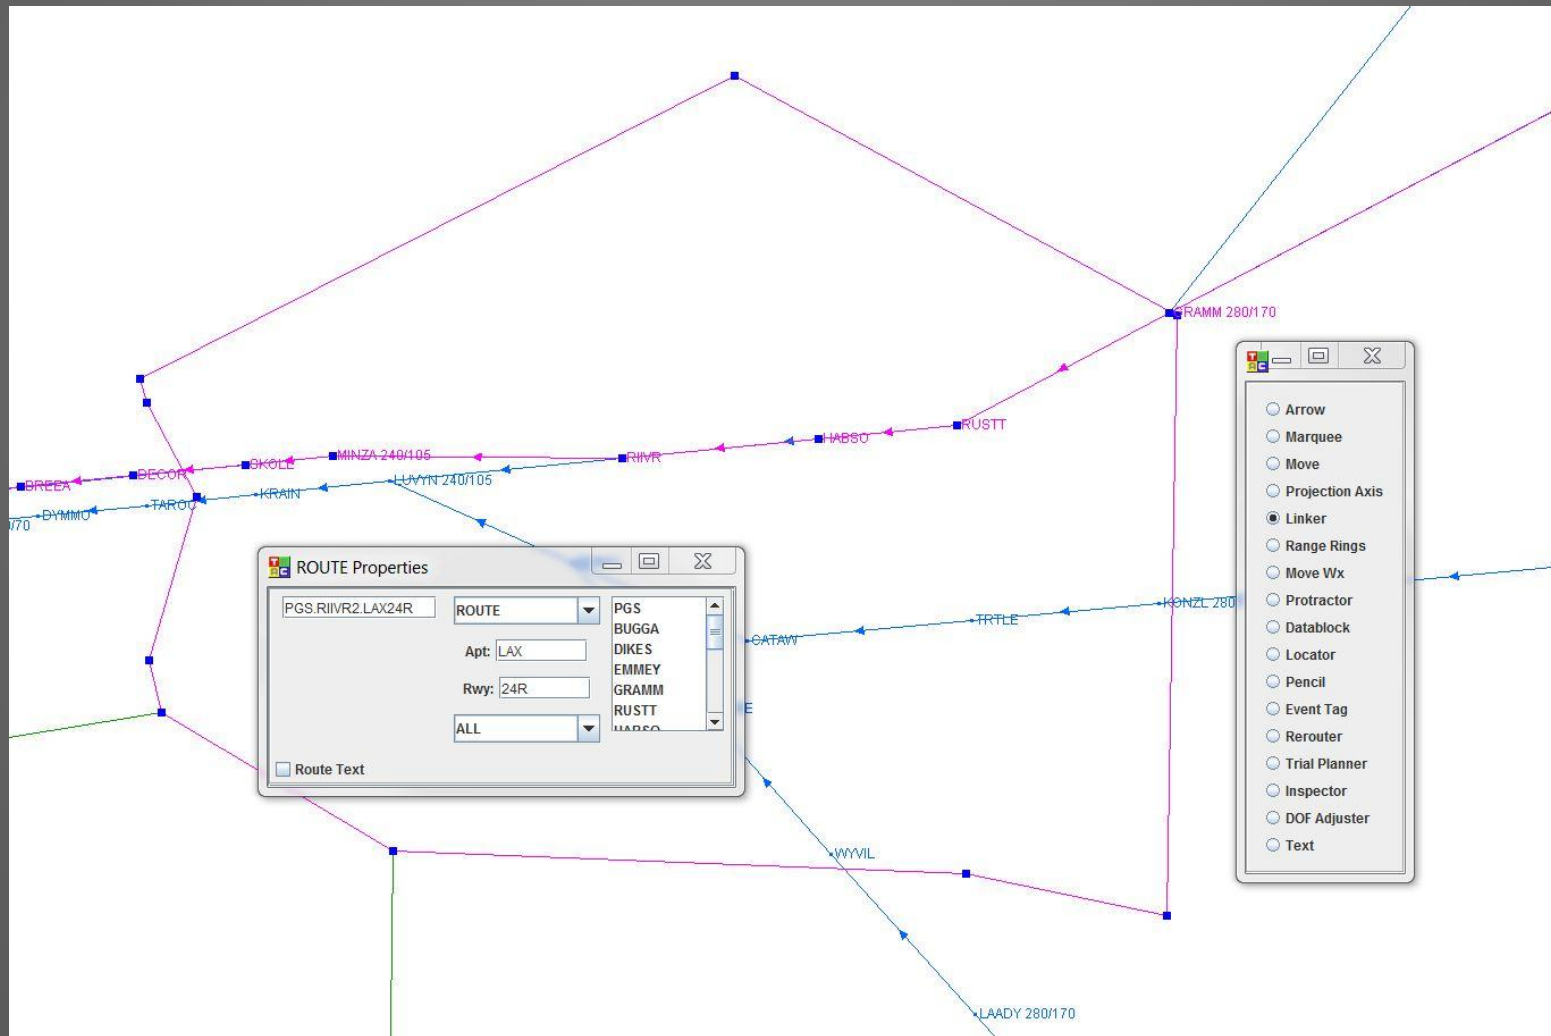 GRAMM 280/170
RUSTT
HABSO
RIIVR
MINZA 240/105
SKOLL
DECOR
BREEA
LUVYN 240/105
KRAIN
TAROC
DYMMO
/70
CATAW
TRTLE
KONZL 280
E
WYVIL
LAADY 280/170
ROUTE Properties
PGS.RIIVR2.LAX24R
ROUTE
Apt: LAX
Rwy: 24R
ALL
Route Text
PGS
BUGGA
DIKES
EMMEY
GRAMM
RUSTT
HABSO
Arrow
Marquee
Move
Projection Axis
Linker
Range Rings
Move Wx
Protractor
Datablock
Locator
Pencil
Event Tag
Rerouter
Trial Planner
Inspector
DOF Adjuster
Text